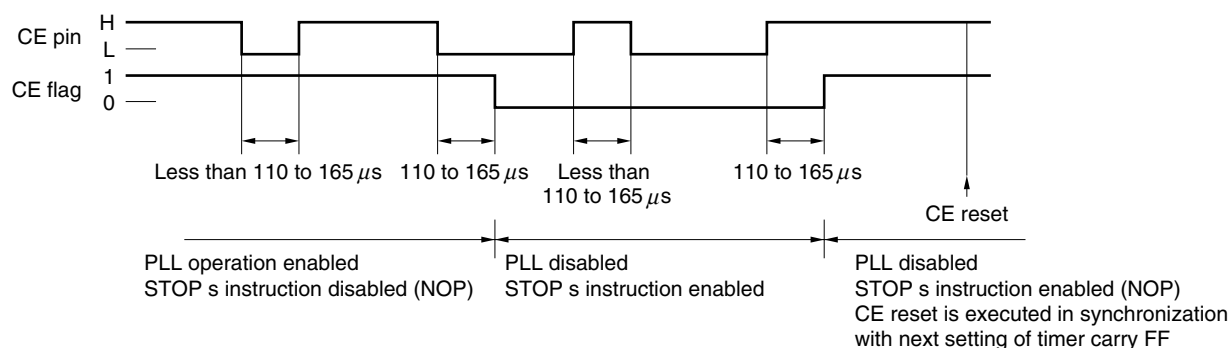 CE pin
H
L
CE flag
1
0
Less than 110 to 165 μs
110 to 165 μs
Less than
110 to 165 μs
110 to 165 μs
CE reset
PLL operation enabled
STOP s instruction disabled (NOP)
PLL disabled
STOP s instruction enabled
PLL disabled
STOP s instruction enabled (NOP)
CE reset is executed in synchronization
with next setting of timer carry FF